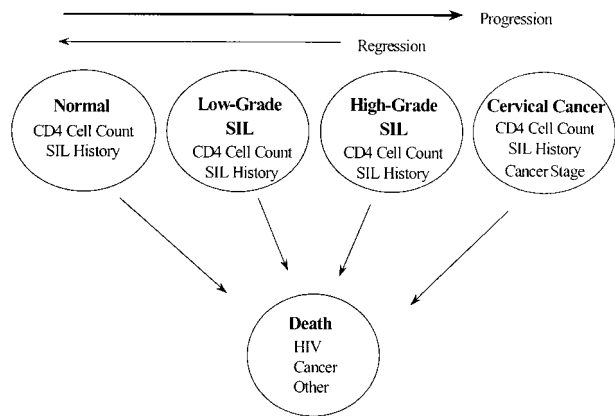 Progression
Regression
Normal
CD4 Cell Count
SIL History
Low-Grade
SIL
CD4 Cell Count
SIL History
High-Grade
SIL
CD4 Cell Count
SIL History
Cervical Cancer
CD4 Cell Count
SIL History
Cancer Stage
Death
HIV
Cancer
Other